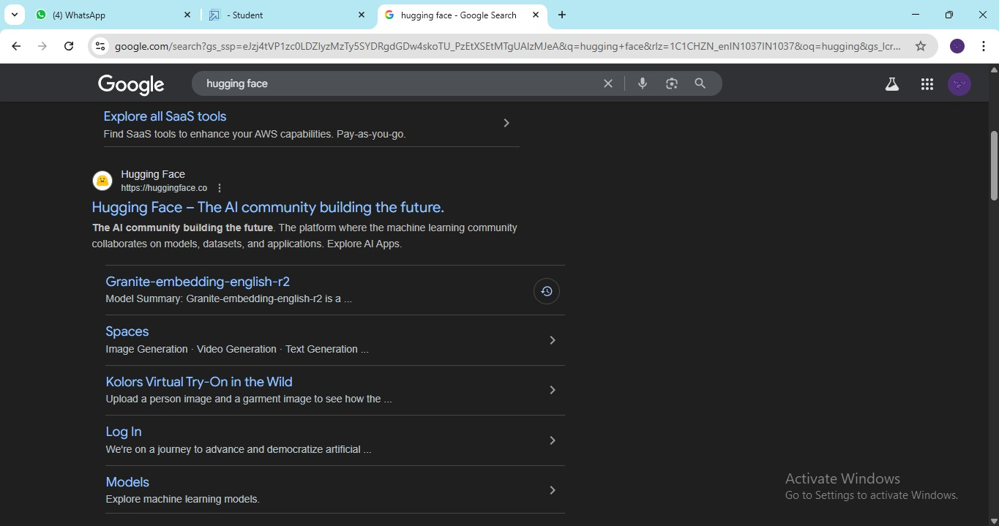 (4) WhatsApp
- Student
hugging face - Google Search
google.com/search?gs_ssp=eJzj4tVP1zc0LDZIyzMzTy5SYDRgdGDw4skoTU_PzEtXSEtMTgUAlzMJeA&q=hugging+face&rlz=1C1CHZN_enIN1037IN1037&oq=hugging&gs_lcr...
Google
hugging face
Explore all SaaS tools
Find SaaS tools to enhance your AWS capabilities. Pay-as-you-go.
Hugging Face
https://huggingface.co
Hugging Face – The AI community building the future.
The AI community building the future. The platform where the machine learning community
collaborates on models, datasets, and applications. Explore AI Apps.
Granite-embedding-english-r2
Model Summary: Granite-embedding-english-r2 is a ...
Spaces
Image Generation · Video Generation · Text Generation ...
Kolors Virtual Try-On in the Wild
Upload a person image and a garment image to see how the ...
Log In
We're on a journey to advance and democratize artificial ...
Models
Explore machine learning models.
Activate Windows
Go to Settings to activate Windows.